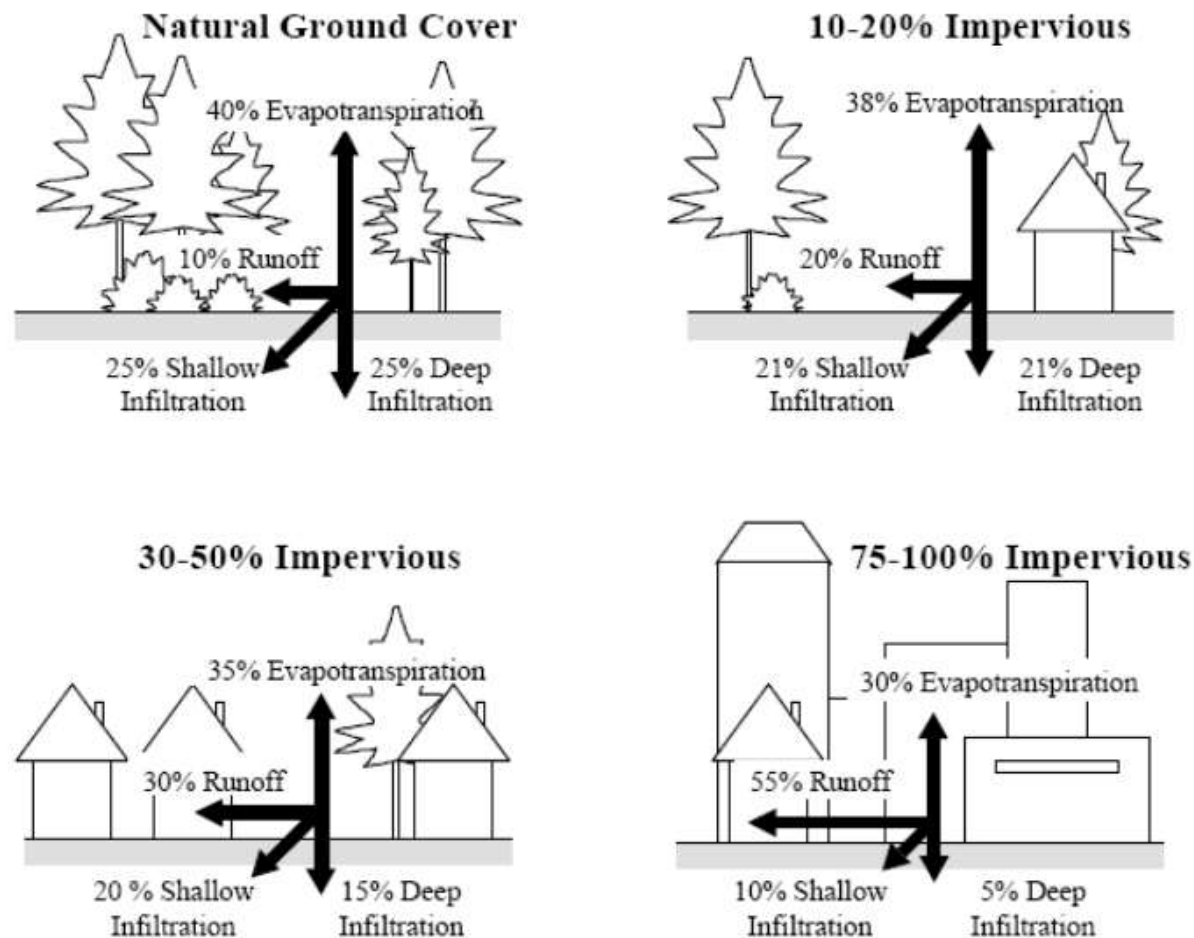 Natural Ground Cover
40% Evapotranspiration
10% Runoff
25% Shallow
Infiltration
25% Deep
Infiltration
10-20% Impervious
38% Evapotranspiration
20% Runoff
21% Shallow
Infiltration
21% Deep
Infiltration
30-50% Impervious
35% Evapotranspiration
30% Runoff
20 % Shallow
Infiltration
15% Deep
Infiltration
75-100% Impervious
30% Evapotranspiration
55% Runoff
10% Shallow
Infiltration
5% Deep
Infiltration